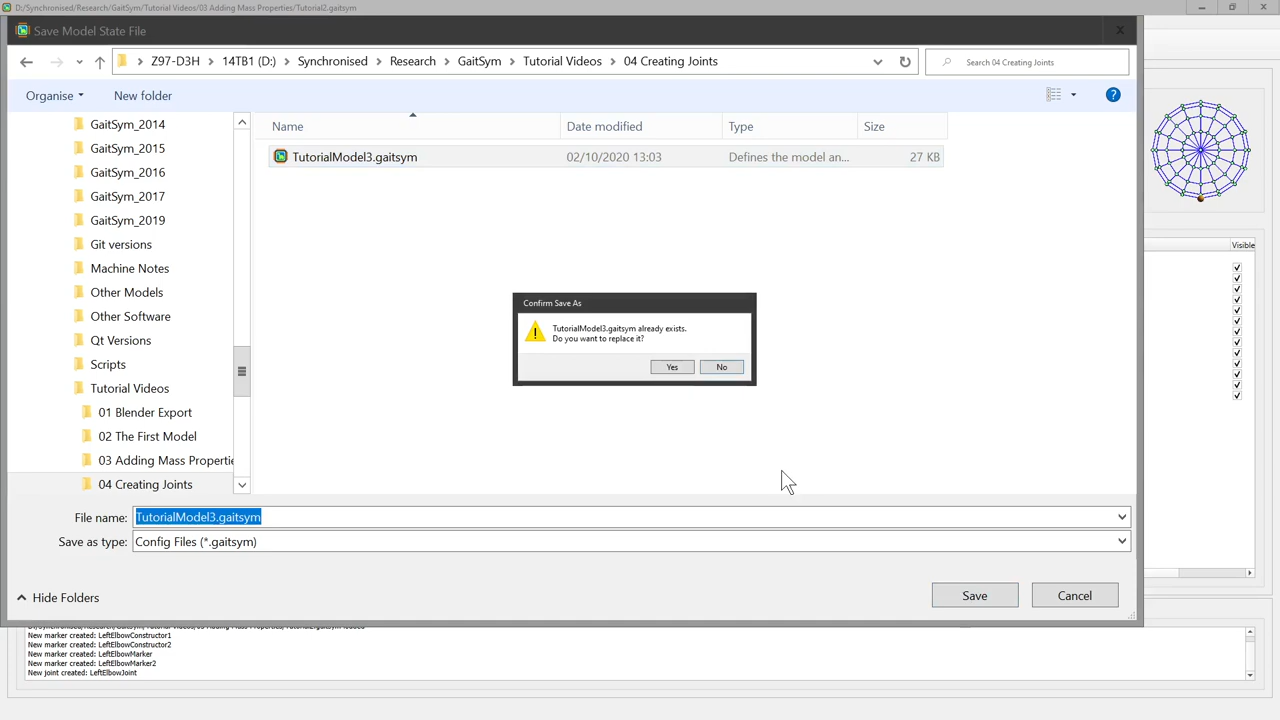 D:/Synchronised/Research/GaitSym/Tutorial Videos/03 Adding Mass Properties/Tutorial2.gaitsym
Save Model State File
Z97-D3H > 14TB1 (D:) > Synchronised > Research > GaitSym > Tutorial Videos > 04 Creating Joints
Search 04 Creating Joints
Organise
New folder
Name
Date modified
Type
Size
TutorialModel3.gaitsym
02/10/2020 13:03
Defines the model an...
27 KB
GaitSym_2014
GaitSym_2015
GaitSym_2016
GaitSym_2017
GaitSym_2019
Git versions
Machine Notes
Other Models
Other Software
Qt Versions
Scripts
Tutorial Videos
01 Blender Export
02 The First Model
03 Adding Mass Propertie
04 Creating Joints
Visible
Confirm Save As
TutorialModel3.gaitsym already exists.
Do you want to replace it?
Yes
No
File name:
TutorialModel3.gaitsym
Save as type:
Config Files (*.gaitsym)
Hide Folders
Save
Cancel
New marker created: LeftElbowConstructor1
New marker created: LeftElbowConstructor2
New marker created: LeftElbowMarker
New marker created: LeftElbowMarker2
New joint created: LeftElbowJoint